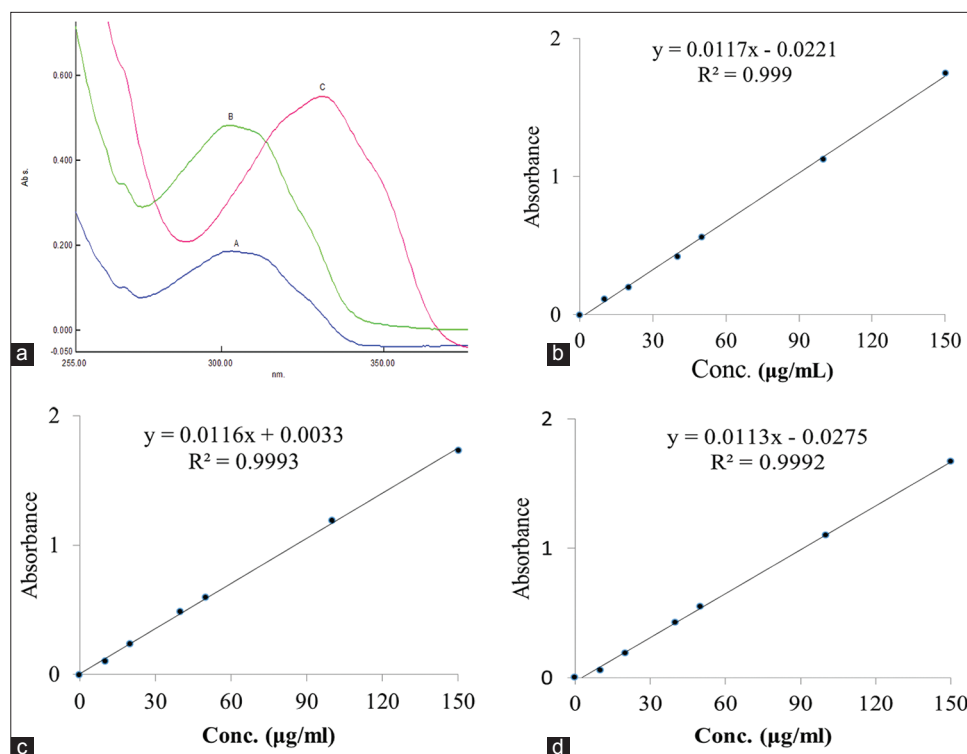 a
0.600
0.400
0.200
0.000
-0.050
Abs.
A
B
C
255.00 300.00 350.00
nm.
b
y = 0.0117x - 0.0221
R² = 0.999
Absorbance
2
1
0
0 30 60 90 120 150
Conc. (µg/mL)
c
y = 0.0116x + 0.0033
R² = 0.9993
Absorbance
2
1
0
0 30 60 90 120 150
Conc. (µg/ml)
d
y = 0.0113x - 0.0275
R² = 0.9992
Absorbance
2
1
0
0 30 60 90 120 150
Conc. (µg/ml)